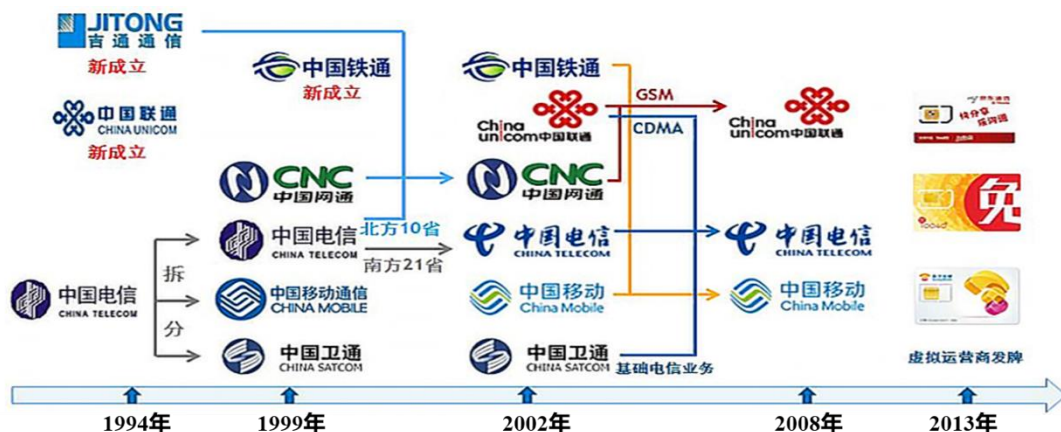 JITONG
吉通通信
新成立
中国联通
CHINA UNICOM
新成立
中国电信
CHINA TELECOM
拆
分
中国铁通
新成立
CNC
中国网通
中国电信
CHINA TELECOM
中国移动通信
CHINA MOBILE
中国卫通
CHINA SATCOM
北方10省
南方21省
中国铁通
China
unicom中国联通
CNC
中国网通
中国电信
CHINA TELECOM
中国移动
China Mobile
中国卫通
CHINA SATCOM
GSM
CDMA
基础电信业务
China
unicom中国联通
中国电信
CHINA TELECOM
中国移动
China Mobile
免
虚拟运营商发牌
1994年
1999年
2002年
2008年
2013年